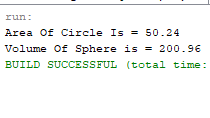 run:
Area Of Circle Is = 50.24
Volume Of Sphere is = 200.96
BUILD SUCCESSFUL (total time: